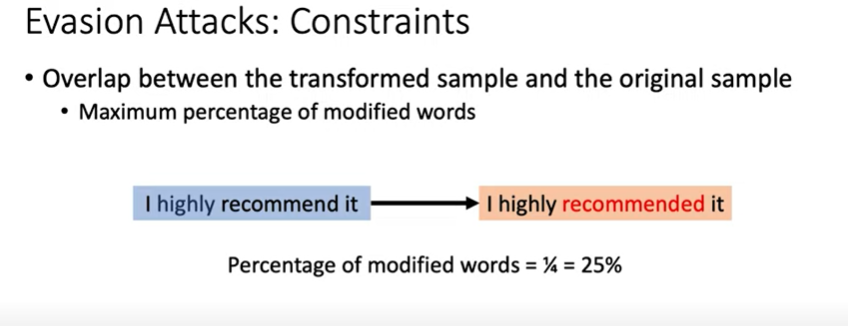 Evasion Attacks: Constraints
• Overlap between the transformed sample and the original sample
• Maximum percentage of modified words
I highly recommend it
I highly recommended it
Percentage of modified words = ¼ = 25%